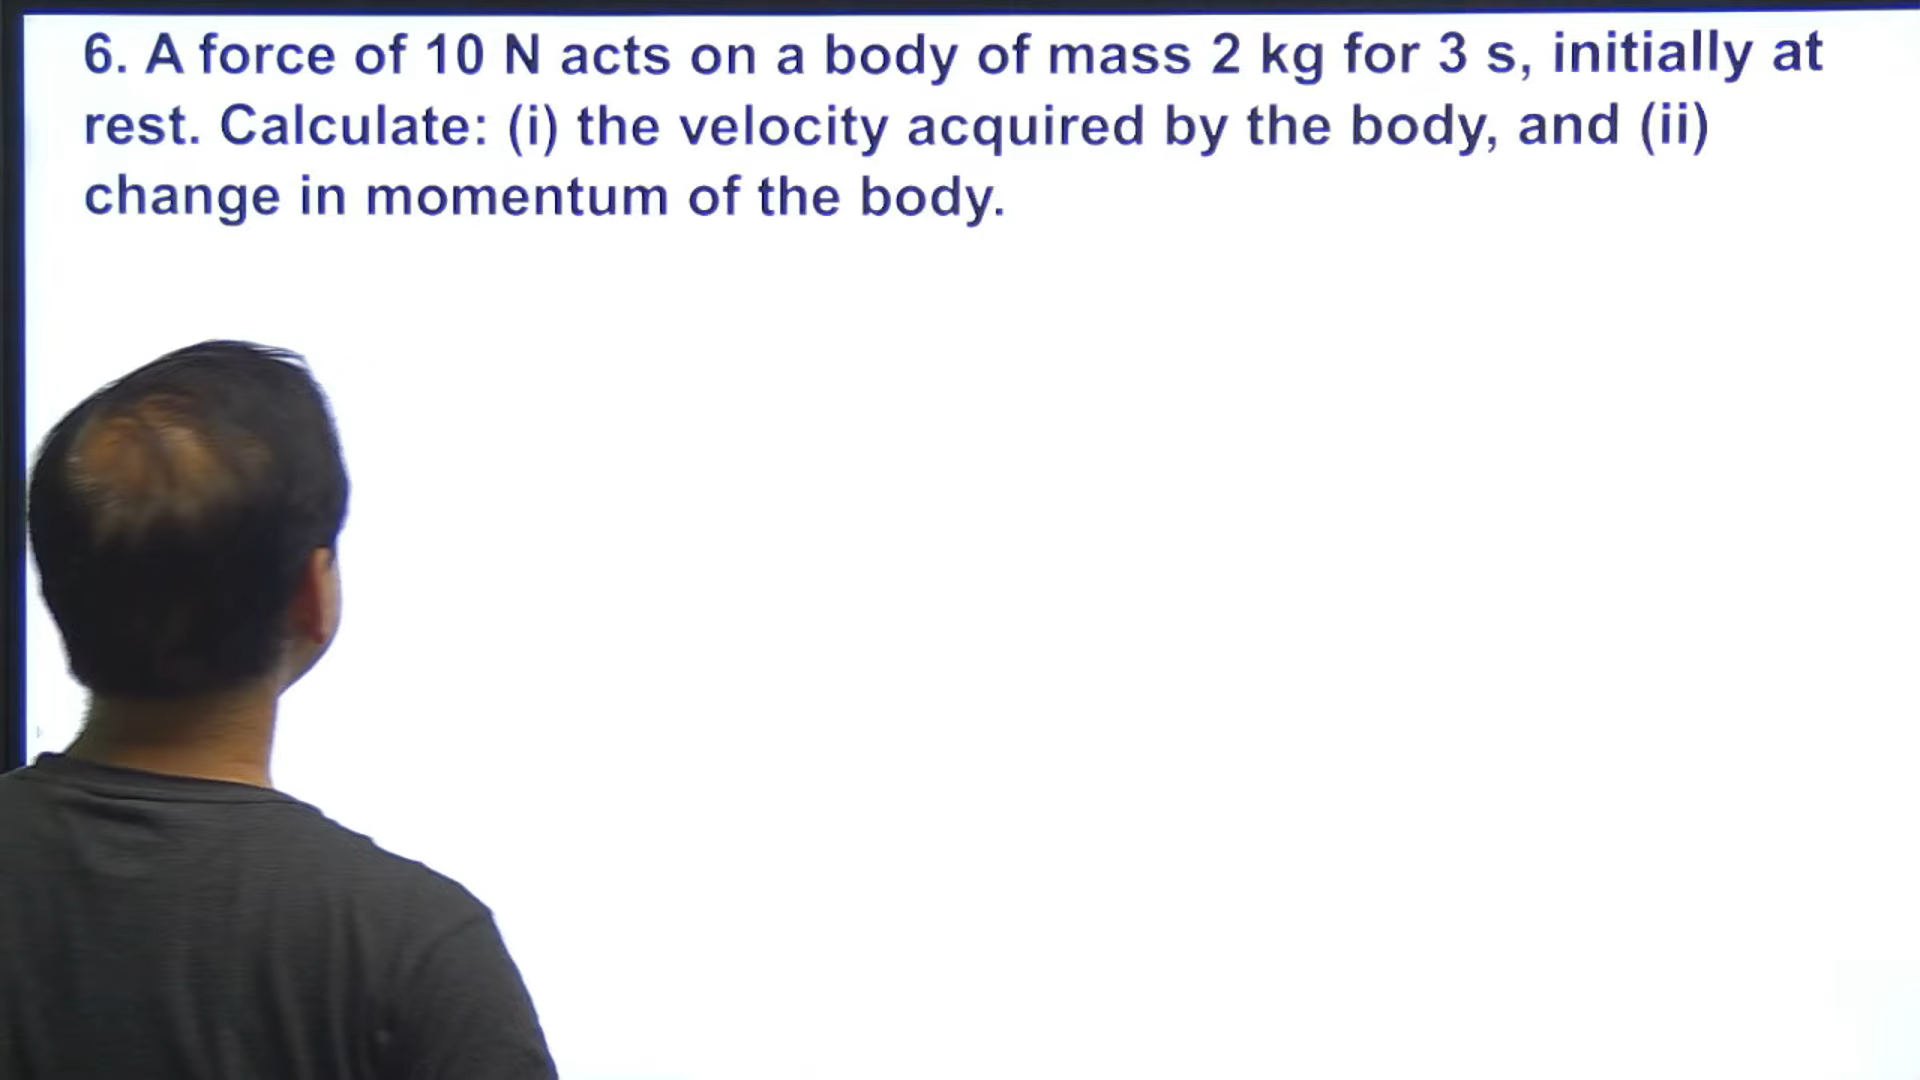 6. A force of 10 N acts on a body of mass 2 kg for 3 s, initially at
rest. Calculate: (i) the velocity acquired by the body, and (ii)
change in momentum of the body.